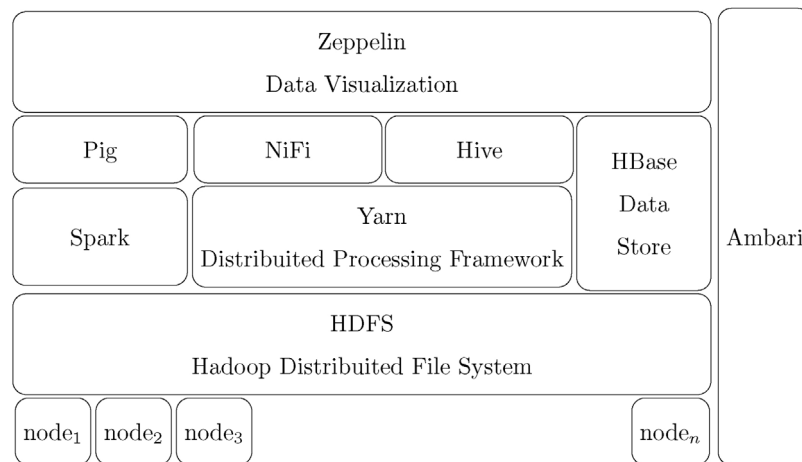 Zeppelin
Data Visualization
Pig
NiFi
Hive
HBase
Data
Store
Spark
Yarn
Distribuited Processing Framework
Ambari
HDFS
Hadoop Distribuited File System
node₁
node₂
node₃
nodeₙ